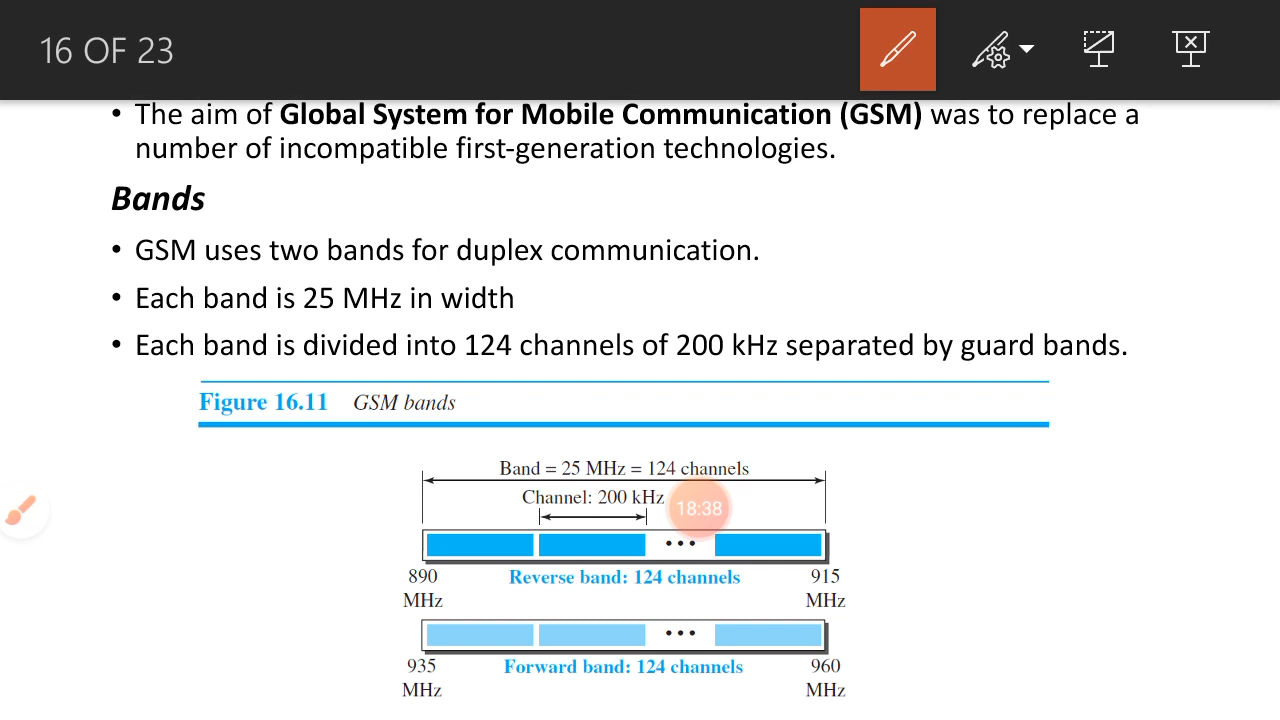 16 OF 23
• The aim of Global System for Mobile Communication (GSM) was to replace a
number of incompatible first-generation technologies.
Bands
• GSM uses two bands for duplex communication.
• Each band is 25 MHz in width
• Each band is divided into 124 channels of 200 kHz separated by guard bands.
Figure 16.11 GSM bands
Band = 25 MHz = 124 channels
Channel: 200 kHz
18:38
• • •
890 Reverse band: 124 channels 915
MHz MHz
• • •
935 Forward band: 124 channels 960
MHz MHz